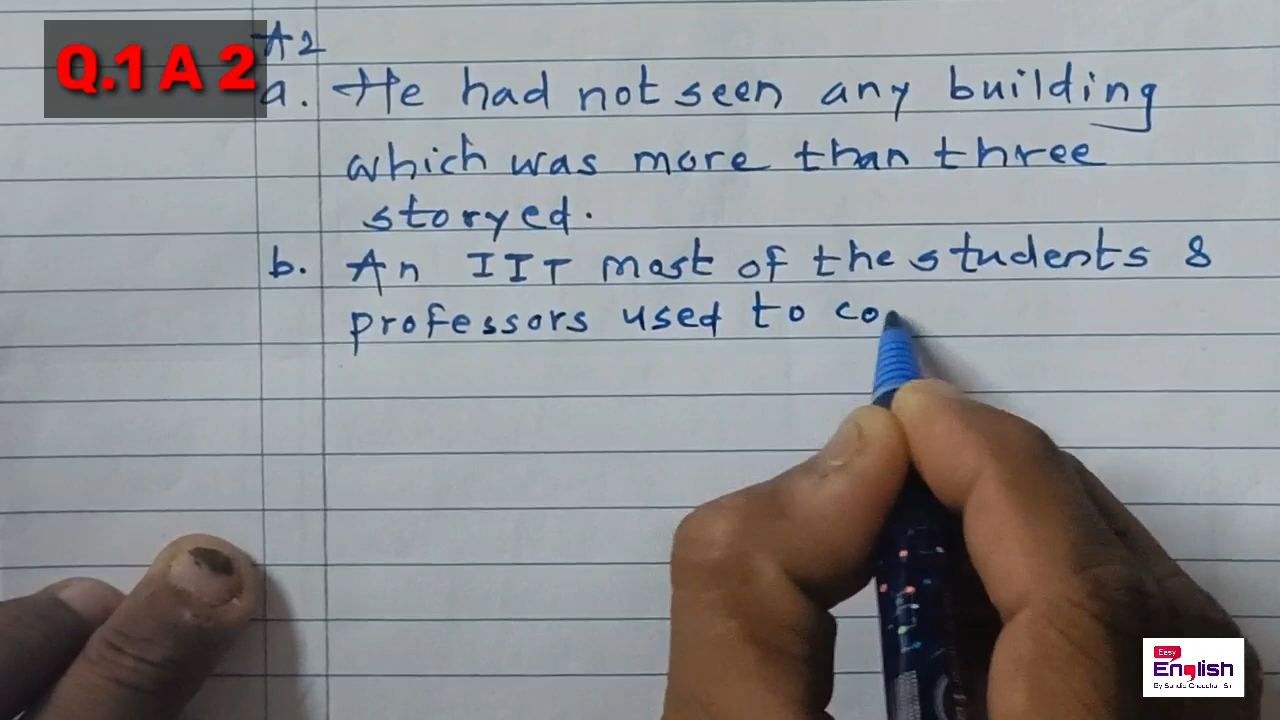 Q.1 A 2
A2
a. He had not seen any building
which was more than three
storyed.
b. An IIT most of the students &
professors used to co
Easy
English